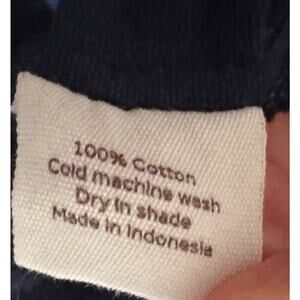 100% Cotton
Cold machine wash
Dry in shade
Made in Indonesia